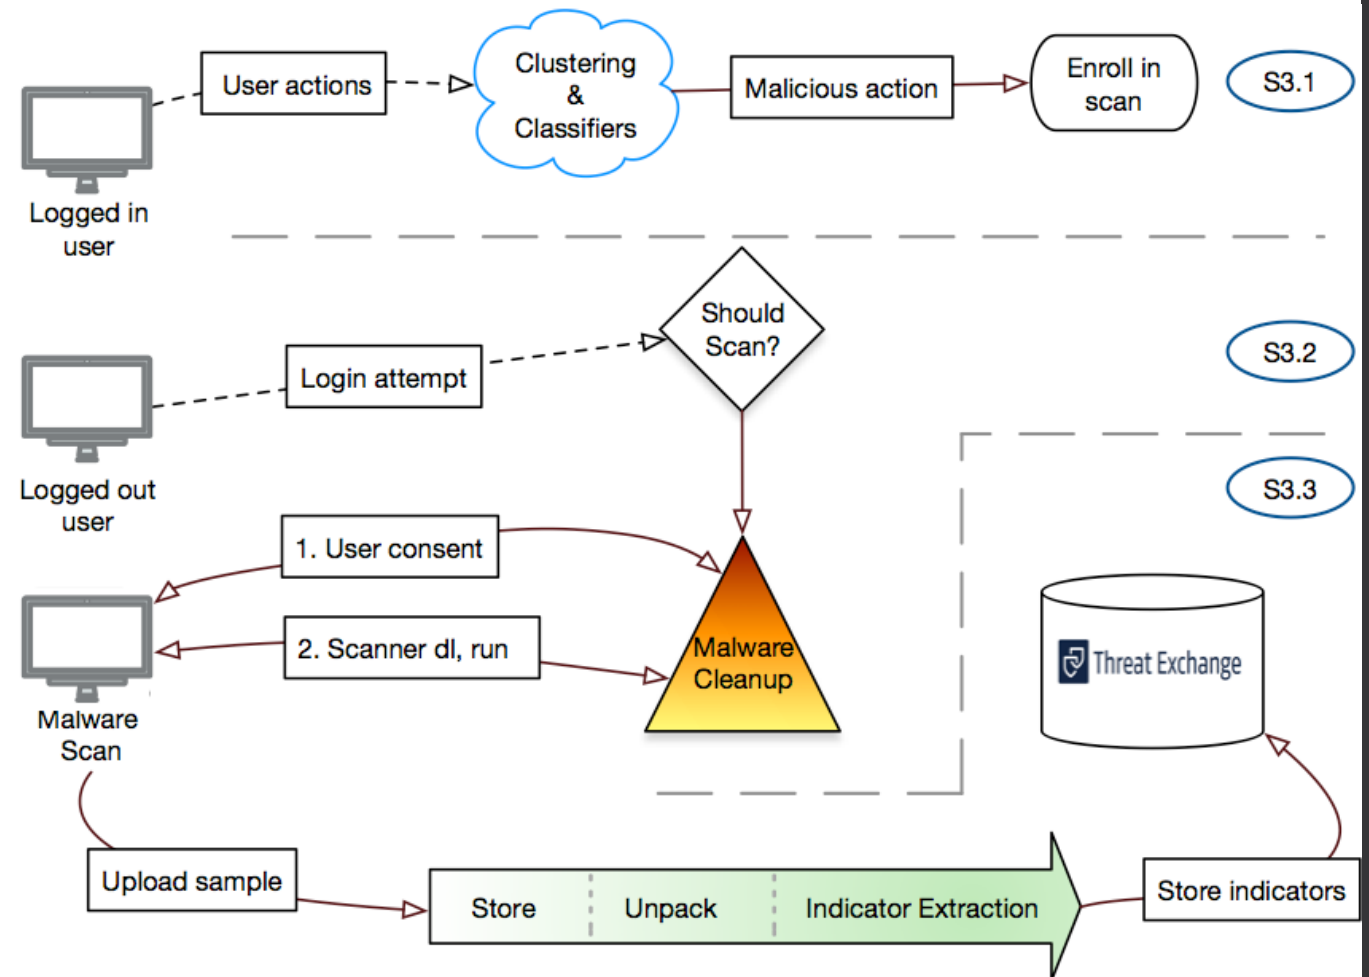 User actions
Clustering
&
Classifiers
Malicious action
Enroll in
scan
S3.1
Logged in
user
Should
Scan?
S3.2
Login attempt
Logged out
user
S3.3
1. User consent
2. Scanner dl, run
Malware
Cleanup
Threat Exchange
Malware
Scan
Upload sample
Store
Unpack
Indicator Extraction
Store indicators